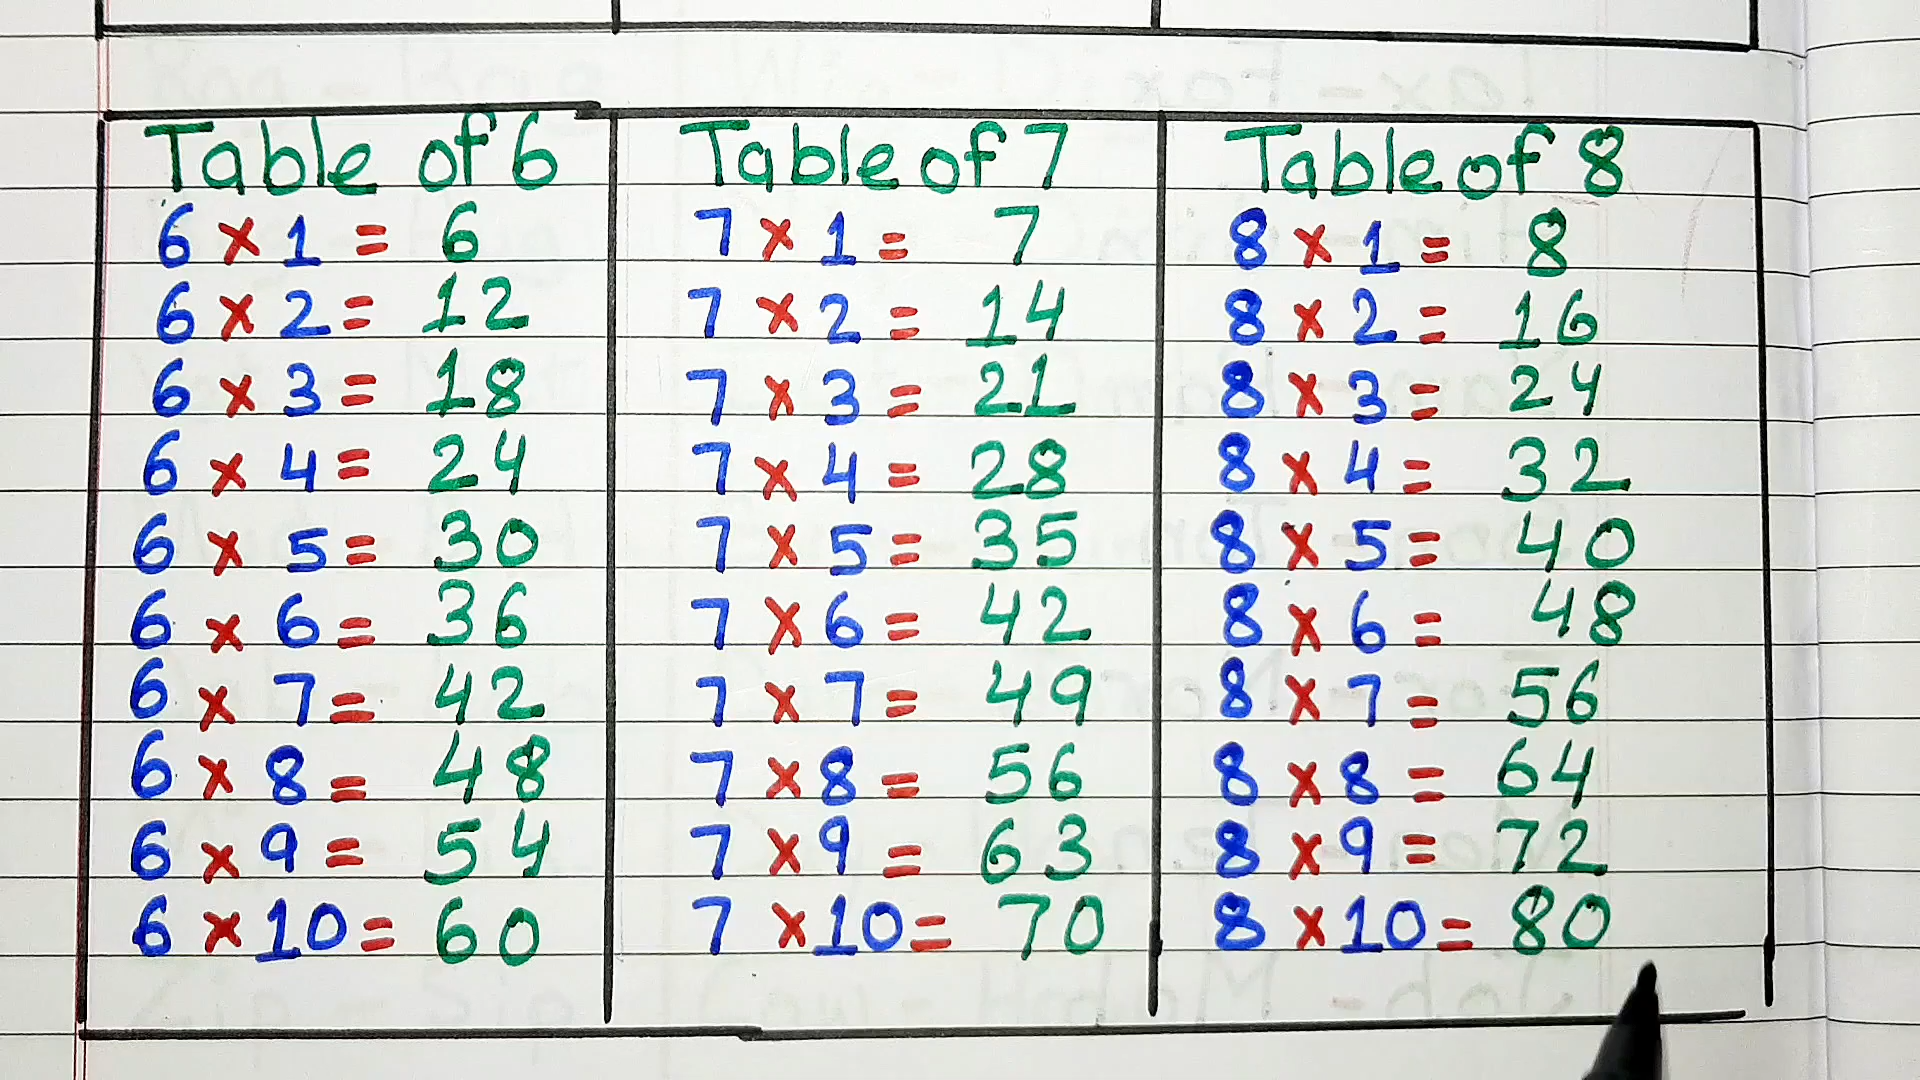 Table of 6
6 × 1 = 6
6 × 2 = 12
6 × 3 = 18
6 × 4 = 24
6 × 5 = 30
6 × 6 = 36
6 × 7 = 42
6 × 8 = 48
6 × 9 = 54
6 × 10 = 60
Table of 7
7 × 1 = 7
7 × 2 = 14
7 × 3 = 21
7 × 4 = 28
7 × 5 = 35
7 × 6 = 42
7 × 7 = 49
7 × 8 = 56
7 × 9 = 63
7 × 10 = 70
Table of 8
8 × 1 = 8
8 × 2 = 16
8 × 3 = 24
8 × 4 = 32
8 × 5 = 40
8 × 6 = 48
8 × 7 = 56
8 × 8 = 64
8 × 9 = 72
8 × 10 = 80